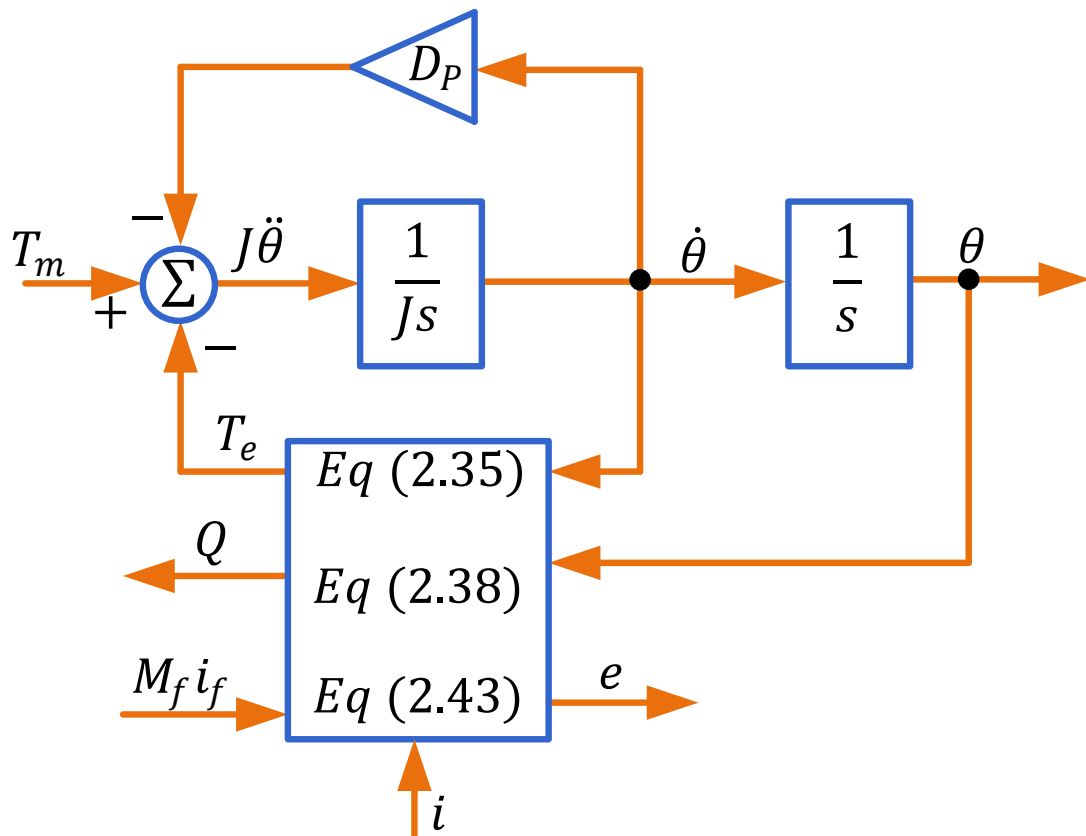 D_P
−
T_m
+
Σ
Jθ̈
1
Js
θ̇
1
s
θ
−
T_e
Eq (2.35)
Q
Eq (2.38)
M_f i_f
Eq (2.43)
e
i